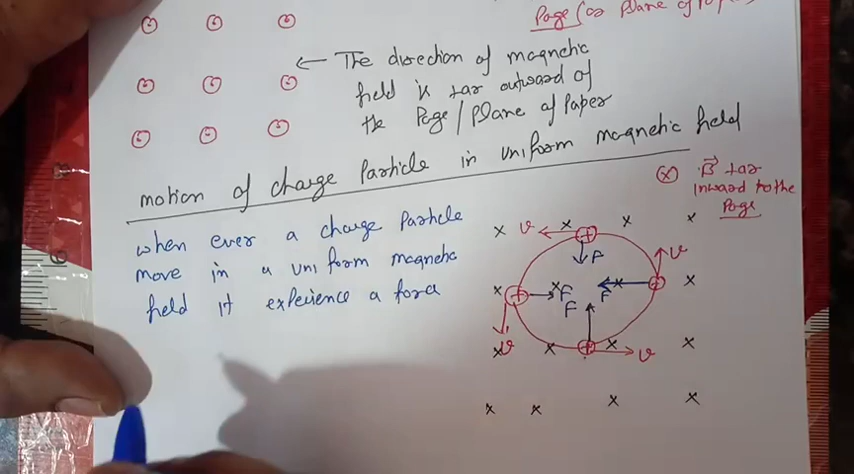 Page (or Plane of
← The direction of magnetic
field is ⊥ar outward of
the Page / Plane of Paper
motion of charge Particle in uniform magnetic field
ⓧ B⃗ ⊥ar
inward to the
Page
when ever a charge Particle
move in a uniform magnetic
field it experience a force
v
F
v
F
F
F
v
v